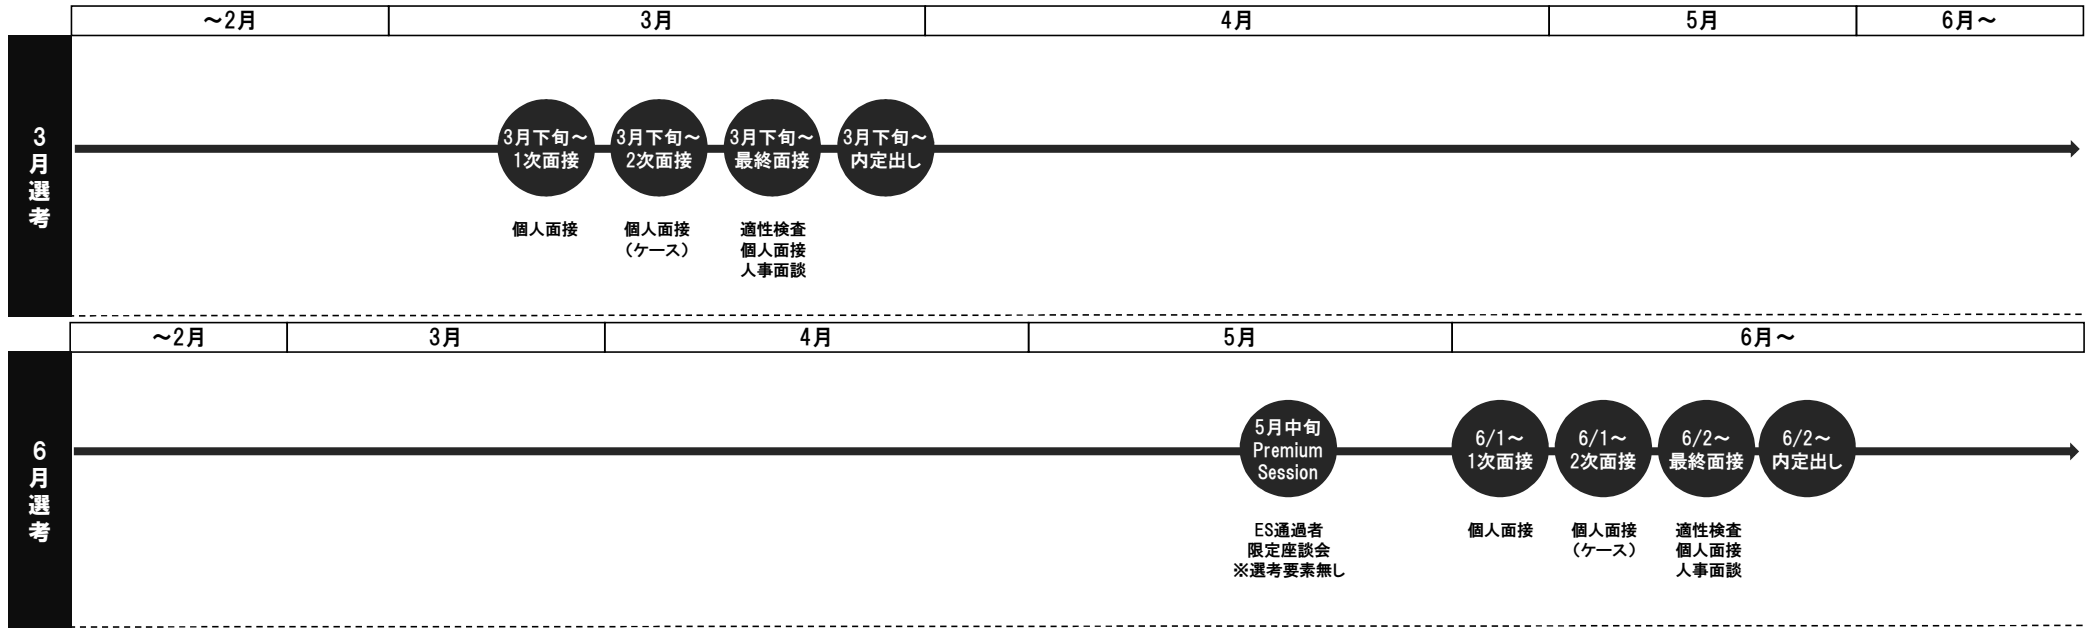 ～2月
3月
4月
5月
6月～
3月選考
3月下旬～
1次面接
3月下旬～
2次面接
3月下旬～
最終面接
3月下旬～
内定出し
個人面接
個人面接
（ケース）
適性検査
個人面接
人事面談
～2月
3月
4月
5月
6月～
6月選考
5月中旬
Premium
Session
6/1～
1次面接
6/1～
2次面接
6/2～
最終面接
6/2～
内定出し
ES通過者
限定座談会
※選考要素無し
個人面接
個人面接
（ケース）
適性検査
個人面接
人事面談